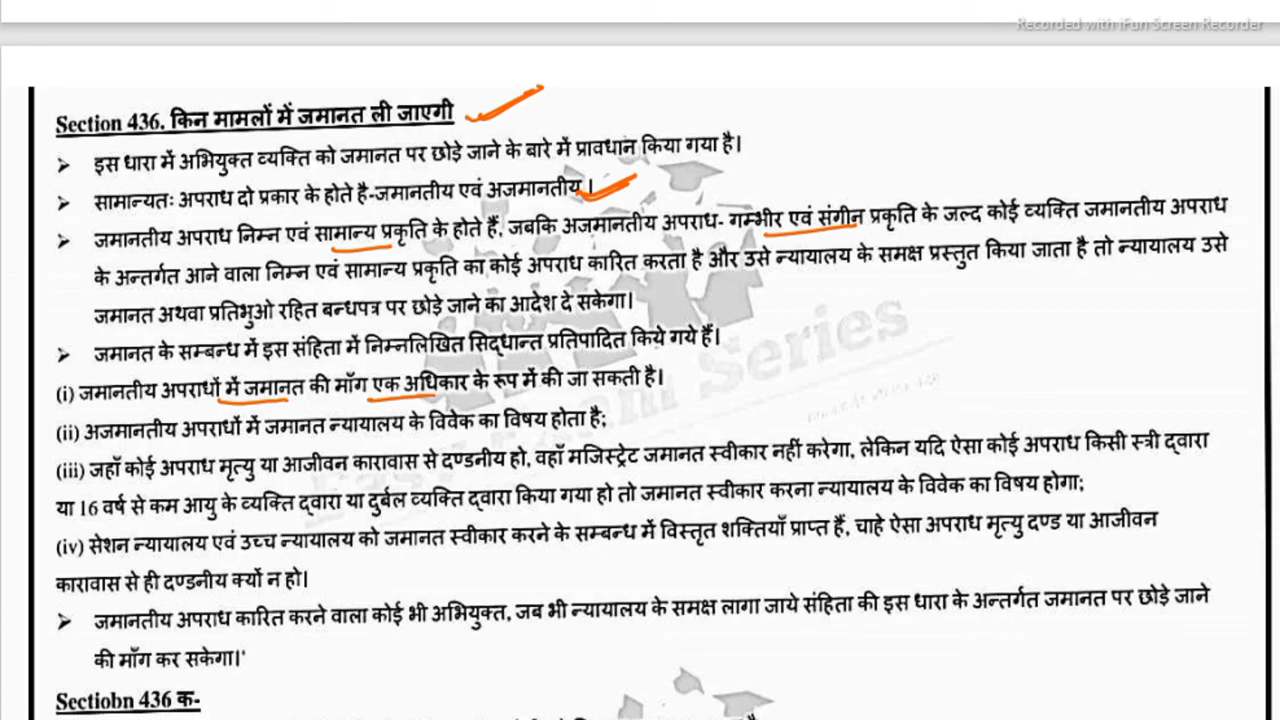 Recorded with iFun Screen Recorder
Section 436. किन मामलों में जमानत ली जाएगी
➤ इस धारा में अभियुक्त व्यक्ति को जमानत पर छोड़े जाने के बारे में प्रावधान किया गया है।
➤ सामान्यतः अपराध दो प्रकार के होते है-जमानतीय एवं अजमानतीय ।
➤ जमानतीय अपराध निम्न एवं सामान्य प्रकृति के होते हैं, जबकि अजमानतीय अपराध- गम्भीर एवं संगीन प्रकृति के जल्द कोई व्यक्ति जमानतीय अपराध
के अन्तर्गत आने वाला निम्न एवं सामान्य प्रकृति का कोई अपराध कारित करता है और उसे न्यायालय के समक्ष प्रस्तुत किया जाता है तो न्यायालय उसे
जमानत अथवा प्रतिभुओ रहित बन्धपत्र पर छोड़े जाने का आदेश दे सकेगा।
➤ जमानत के सम्बन्ध में इस संहिता में निम्नलिखित सिद्धान्त प्रतिपादित किये गये हैं।
(i) जमानतीय अपराधों में जमानत की माँग एक अधिकार के रूप में की जा सकती है।
(ii) अजमानतीय अपराधों में जमानत न्यायालय के विवेक का विषय होता है;
(iii) जहाँ कोई अपराध मृत्यु या आजीवन कारावास से दण्डनीय हो, वहाँ मजिस्ट्रेट जमानत स्वीकार नहीं करेगा, लेकिन यदि ऐसा कोई अपराध किसी स्त्री द्वारा
या 16 वर्ष से कम आयु के व्यक्ति द्वारा या दुर्बल व्यक्ति द्वारा किया गया हो तो जमानत स्वीकार करना न्यायालय के विवेक का विषय होगा;
(iv) सेशन न्यायालय एवं उच्च न्यायालय को जमानत स्वीकार करने के सम्बन्ध में विस्तृत शक्तियाँ प्राप्त हैं, चाहे ऐसा अपराध मृत्यु दण्ड या आजीवन
कारावास से ही दण्डनीय क्यों न हो।
➤ जमानतीय अपराध कारित करने वाला कोई भी अभियुक्त, जब भी न्यायालय के समक्ष लागा जाये संहिता की इस धारा के अन्तर्गत जमानत पर छोड़े जाने
की माँग कर सकेगा।'
Series
Sectiobn 436 क-